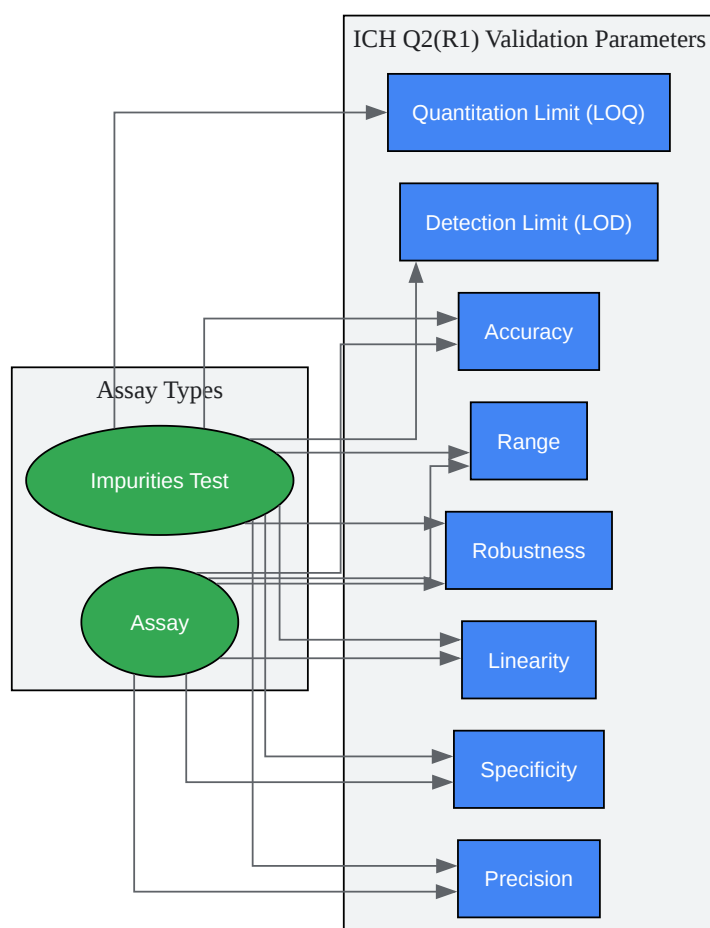 ICH Q2(R1) Validation Parameters
Quantitation Limit (LOQ)
Detection Limit (LOD)
Accuracy
Assay Types
Range
Impurities Test
Robustness
Assay
Linearity
Specificity
Precision